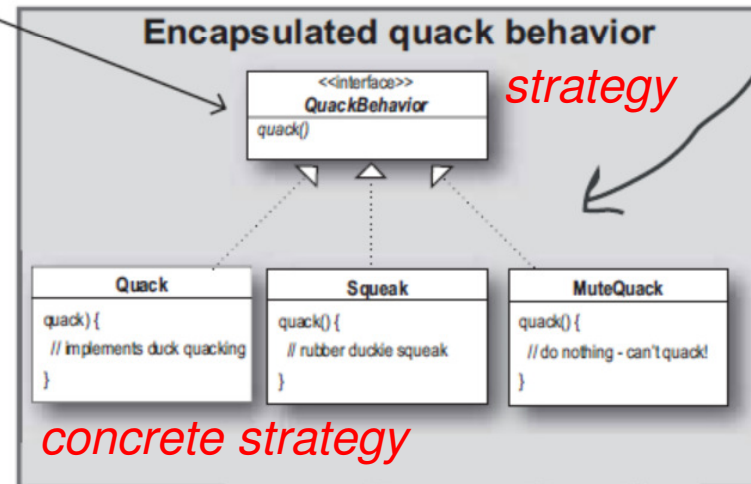 Encapsulated quack behavior
<<interface>>
QuackBehavior
strategy
quack()
Quack
quack) {
// implements duck quacking
}
Squeak
quack() {
// rubber duckie squeak
}
MuteQuack
quack() {
// do nothing - can't quack!
}
concrete strategy